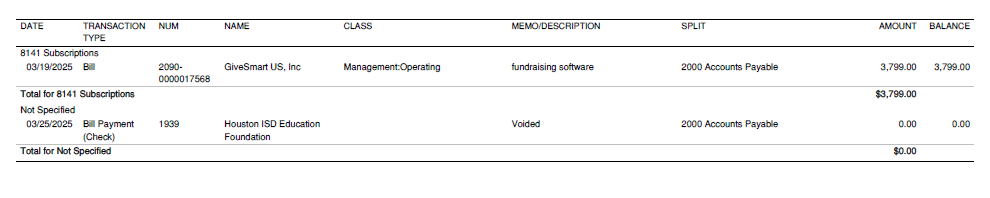 DATE TRANSACTION TYPE NUM NAME CLASS MEMO/DESCRIPTION SPLIT AMOUNT BALANCE
8141 Subscriptions
03/19/2025 Bill 2090-0000017568 GiveSmart US, Inc Management:Operating fundraising software 2000 Accounts Payable 3,799.00 3,799.00
Total for 8141 Subscriptions $3,799.00
Not Specified
03/25/2025 Bill Payment (Check) 1939 Houston ISD Education Foundation Voided 2000 Accounts Payable 0.00 0.00
Total for Not Specified $0.00